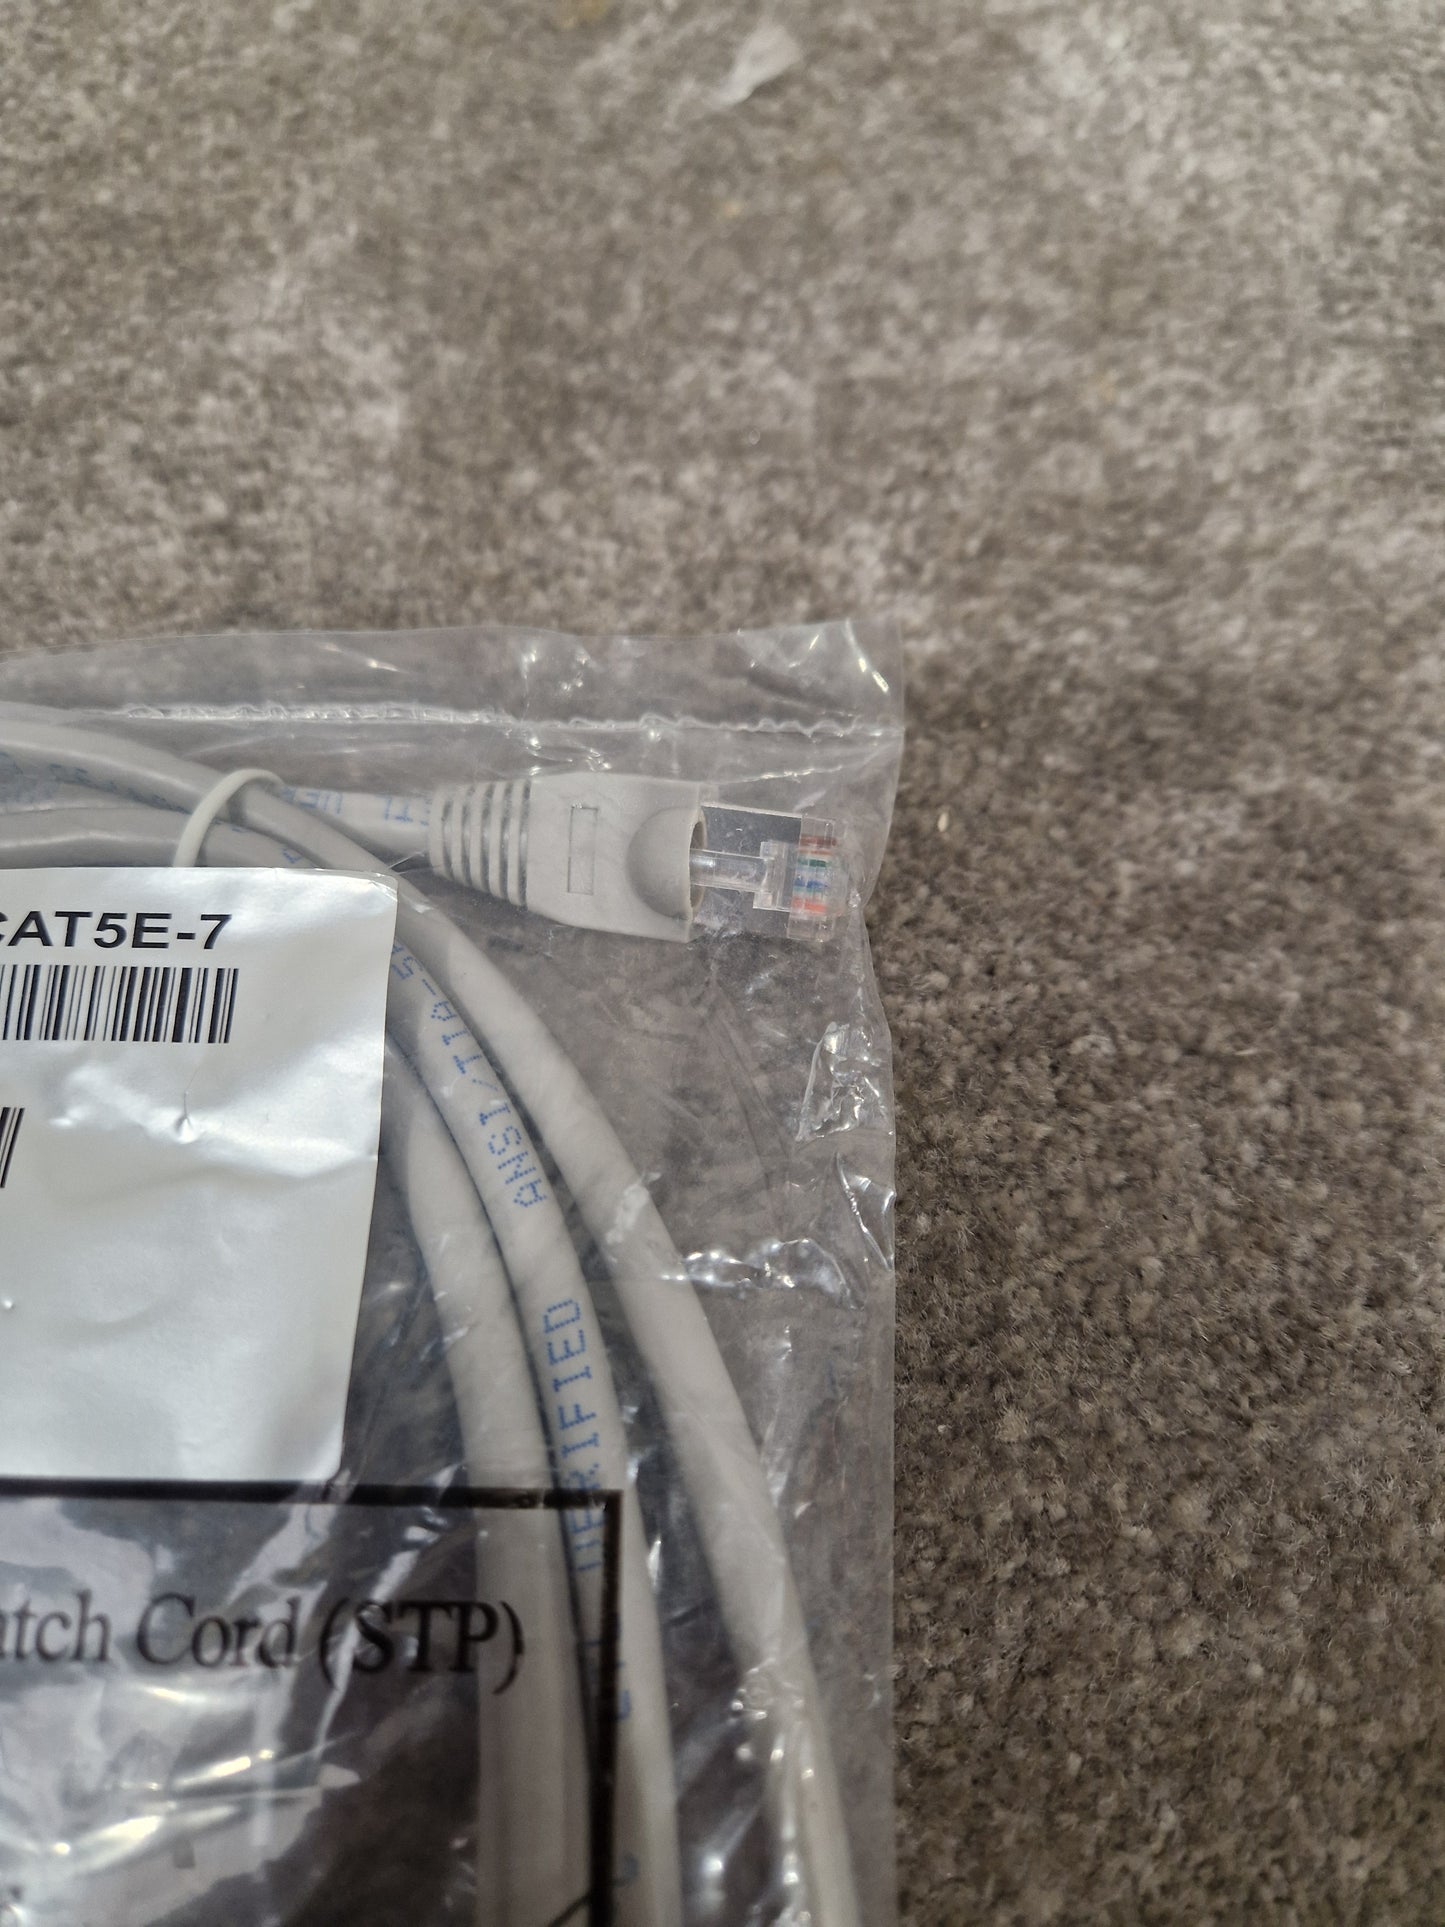 CAT5E-7
ANSI/TIA-5
VERIFIED
atch Cord (STP)